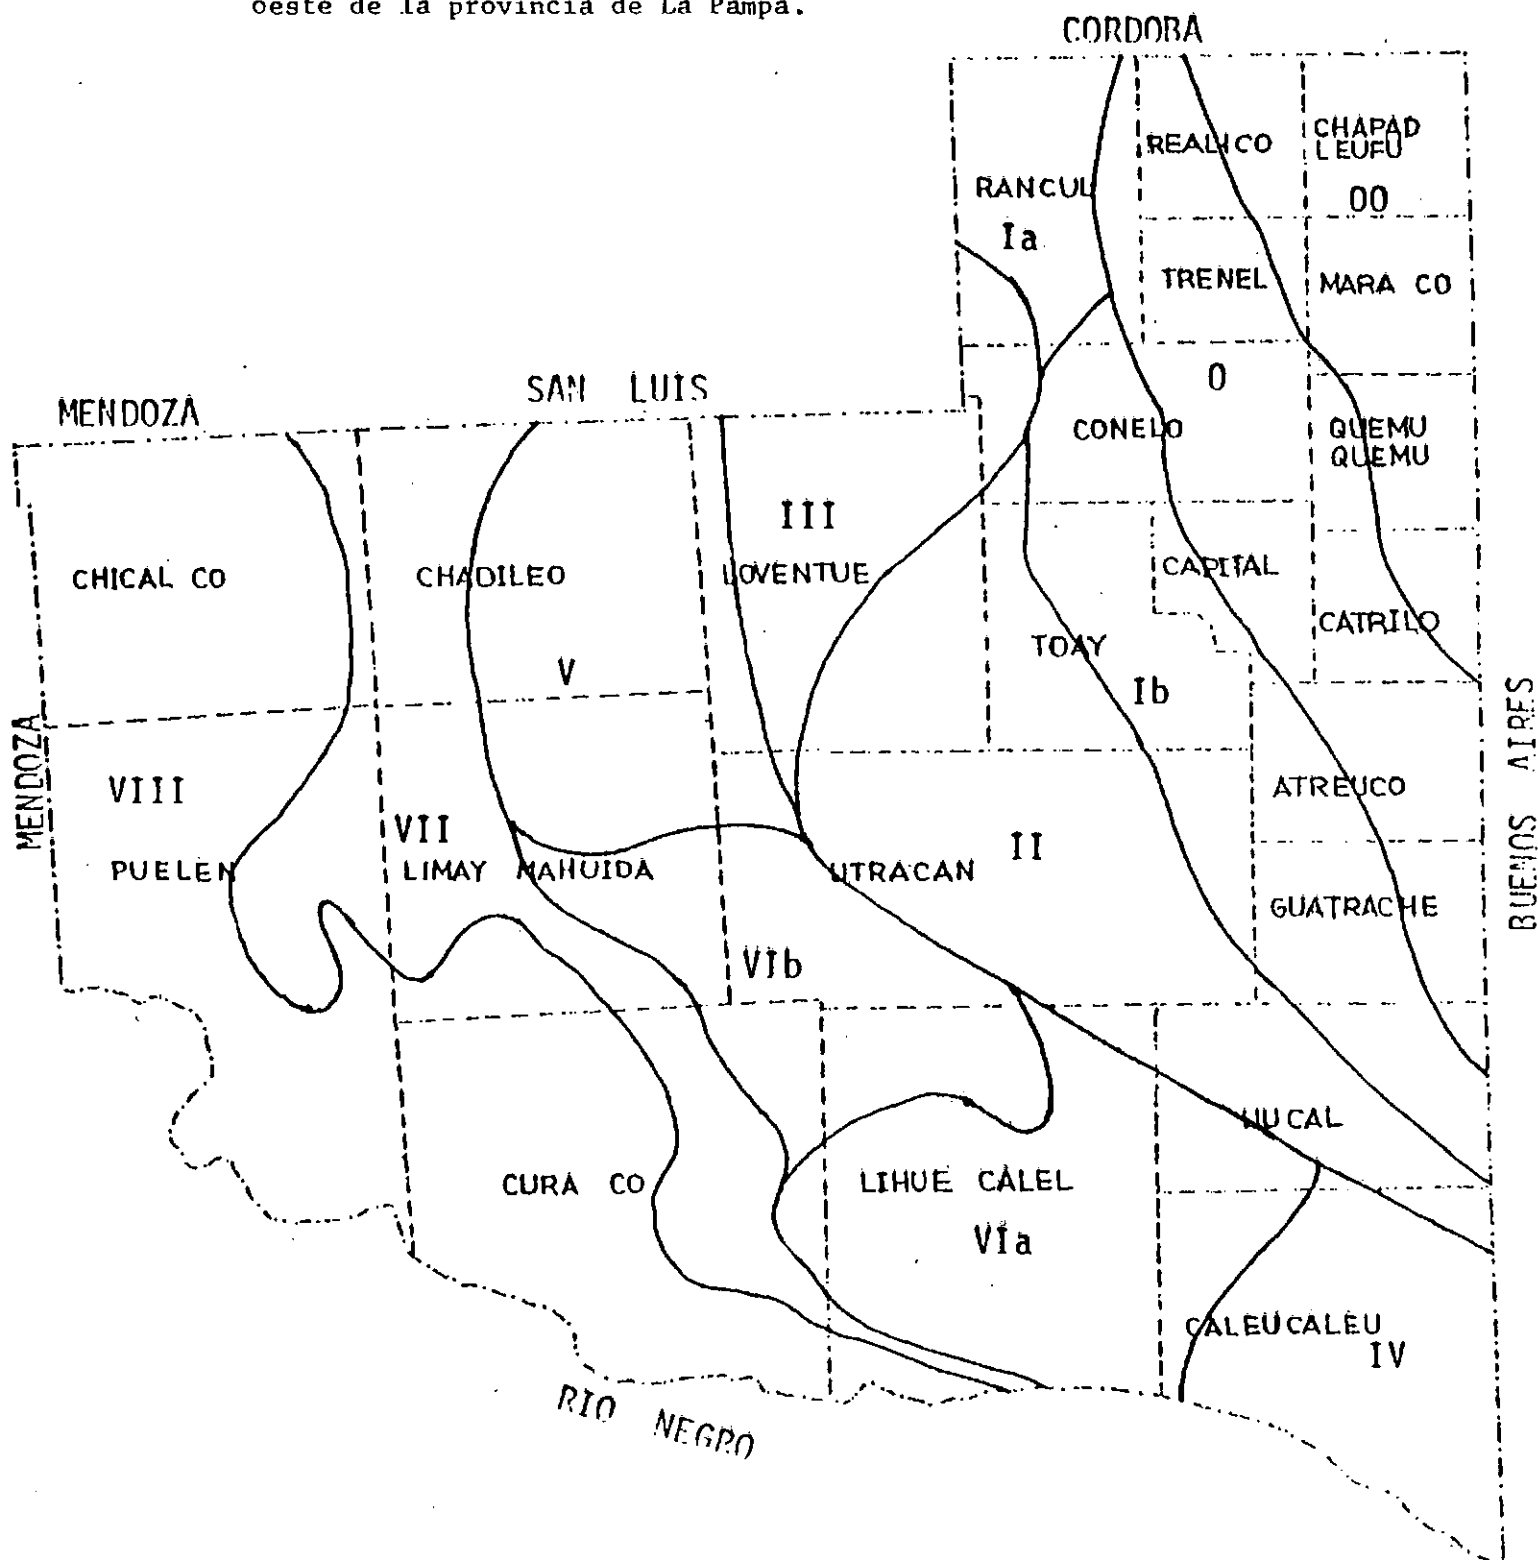 oeste de la provincia de La Pampa.
CORDOBA
REALICO
CHAPAD
LEUFU
OO
RANCUL
Ia
TRENEL
MARA CO
O
SAN LUIS
MENDOZA
CONELO
QUEMU
QUEMU
III
CHICAL CO
CHADILEO
LOVENTUE
CAPITAL
CATRILO
TOAY
V
Ib
MENDOZA
BUENOS AIRES
VIII
ATREUCO
VII
II
PUELEN
LIMAY MAHUIDA
UTRACAN
GUATRACHE
VIb
HUCAL
CURA CO
LIHUE CALEL
VIa
CALEUCALEU
IV
RIO NEGRO